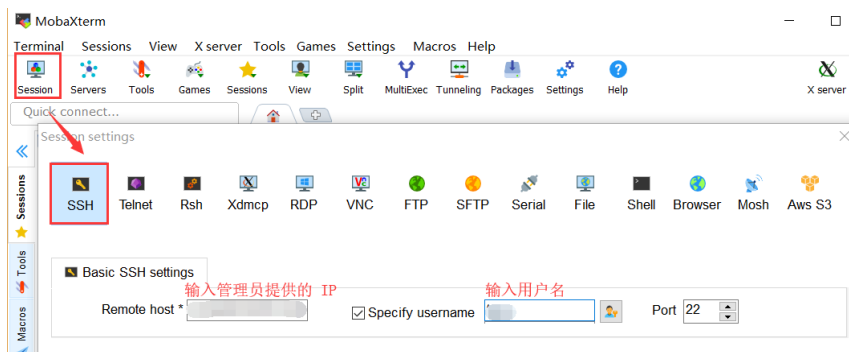 MobaXterm
Terminal Sessions View X server Tools Games Settings Macros Help
Session Servers Tools Games Sessions View Split MultiExec Tunneling Packages Settings Help X server
Quick connect...
Session settings
Sessions
Tools
Macros
SSH Telnet Rsh Xdmcp RDP VNC FTP SFTP Serial File Shell Browser Mosh Aws S3
Basic SSH settings
输入管理员提供的 IP 输入用户名
Remote host * Specify username Port 22